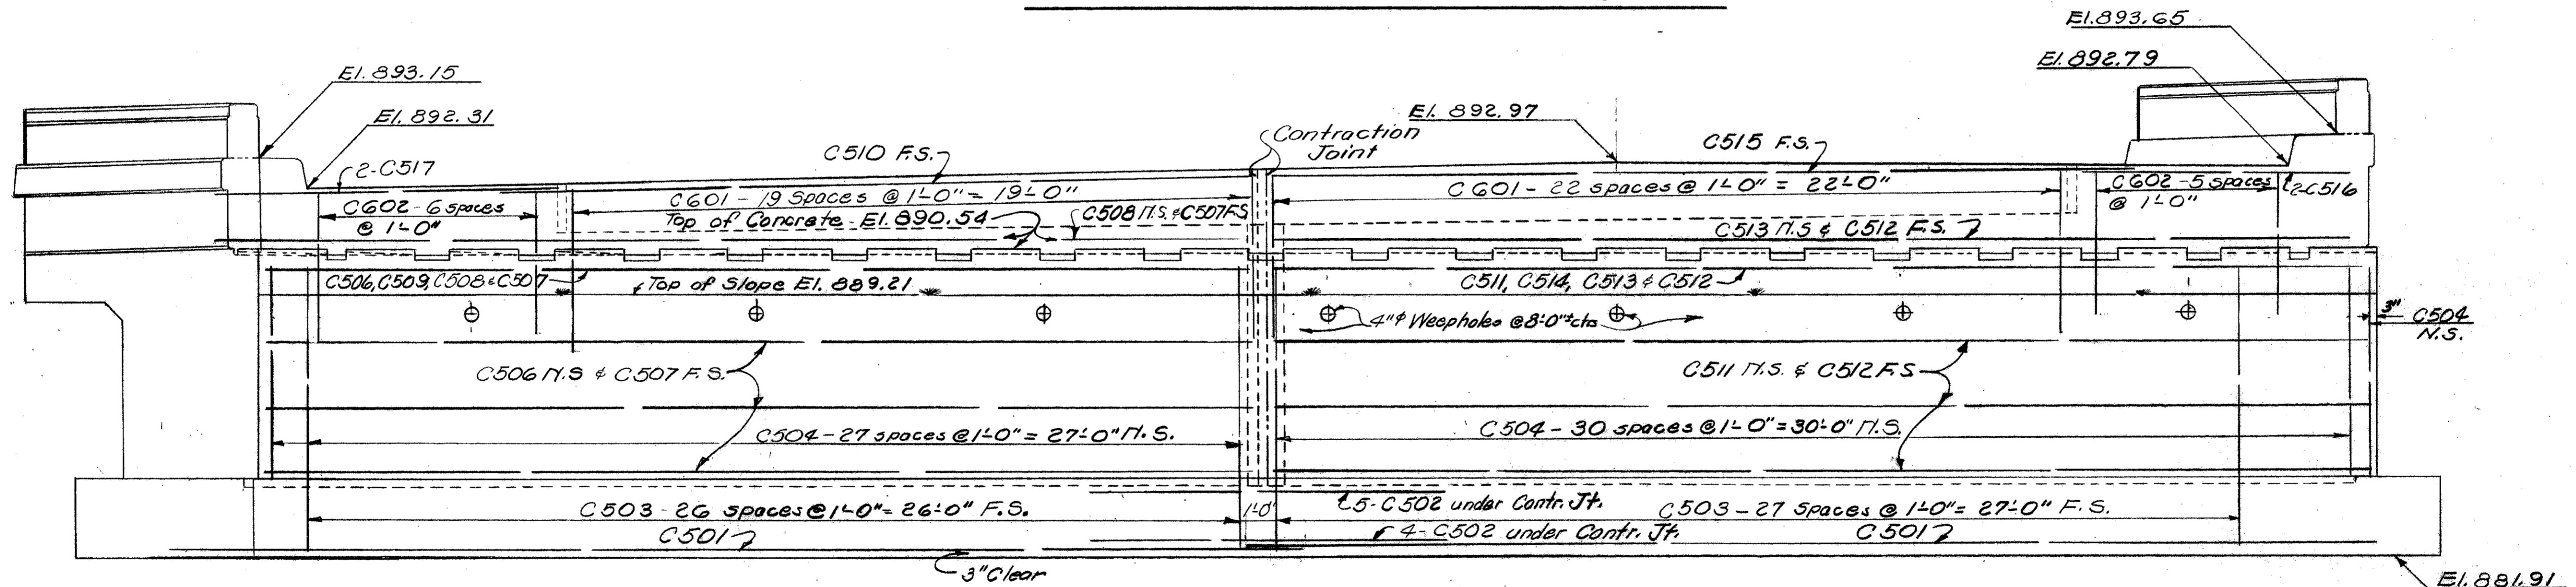 El. 893.65
El. 892.79
El. 893.15
El. 892.31
El. 892.97
Contraction
Joint
C510 F.S.
C515 F.S.
2-C517
C601 - 19 Spaces @ 1'-0" = 19'-0"
C601 - 22 spaces @ 1'-0" = 22'-0"
C602 - 6 spaces
@ 1'-0"
C602 - 5 spaces
@ 1'-0"
2-C516
Top of Concrete - El. 890.54
C508 N.S. & C507 F.S.
C513 N.S & C512 F.S.
C506, C509, C508 & C507
Top of Slope El. 889.21
C511, C514, C513 & C512
4"φ Weepholes @ 8'-0"± cts
3"
C504
N.S.
C506 N.S & C507 F.S.
C511 N.S. & C512 F.S.
C504 - 27 spaces @ 1'-0" = 27'-0" N.S.
C504 - 30 spaces @ 1'-0" = 30'-0" N.S.
C503 - 26 spaces @ 1'-0" = 26'-0" F.S.
1'-0"
5-C502 under Contr. Jt.
C503 - 27 Spaces @ 1'-0" = 27'-0" F.S.
C501
4-C502 under Contr. Jt.
C501
3" Clear
El. 881.91